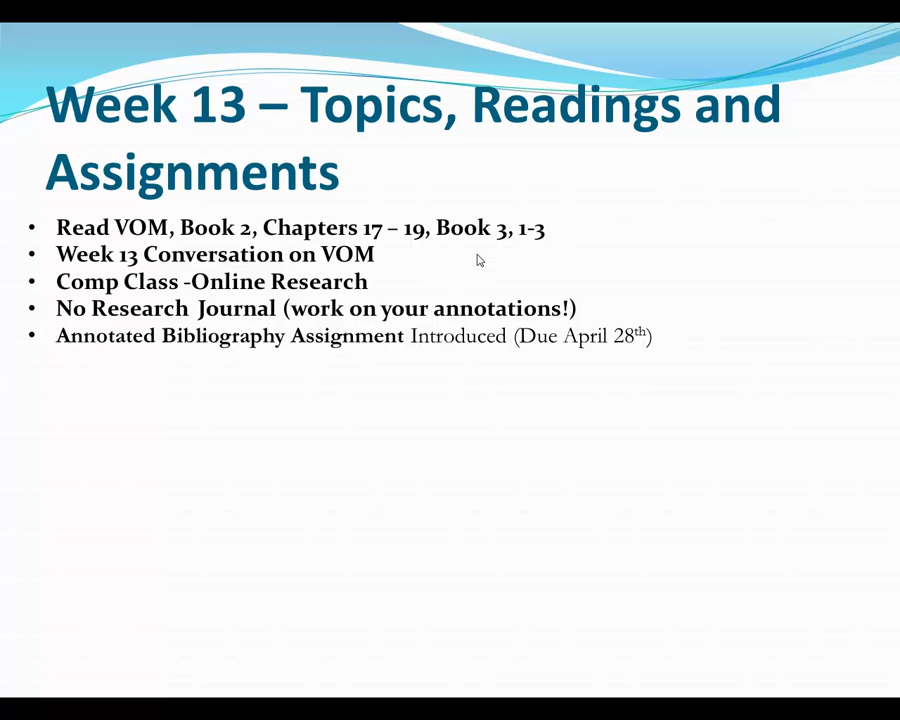 Week 13 – Topics, Readings and
Assignments
• Read VOM, Book 2, Chapters 17 – 19, Book 3, 1-3
• Week 13 Conversation on VOM
• Comp Class -Online Research
• No Research Journal (work on your annotations!)
• Annotated Bibliography Assignment Introduced (Due April 28th)